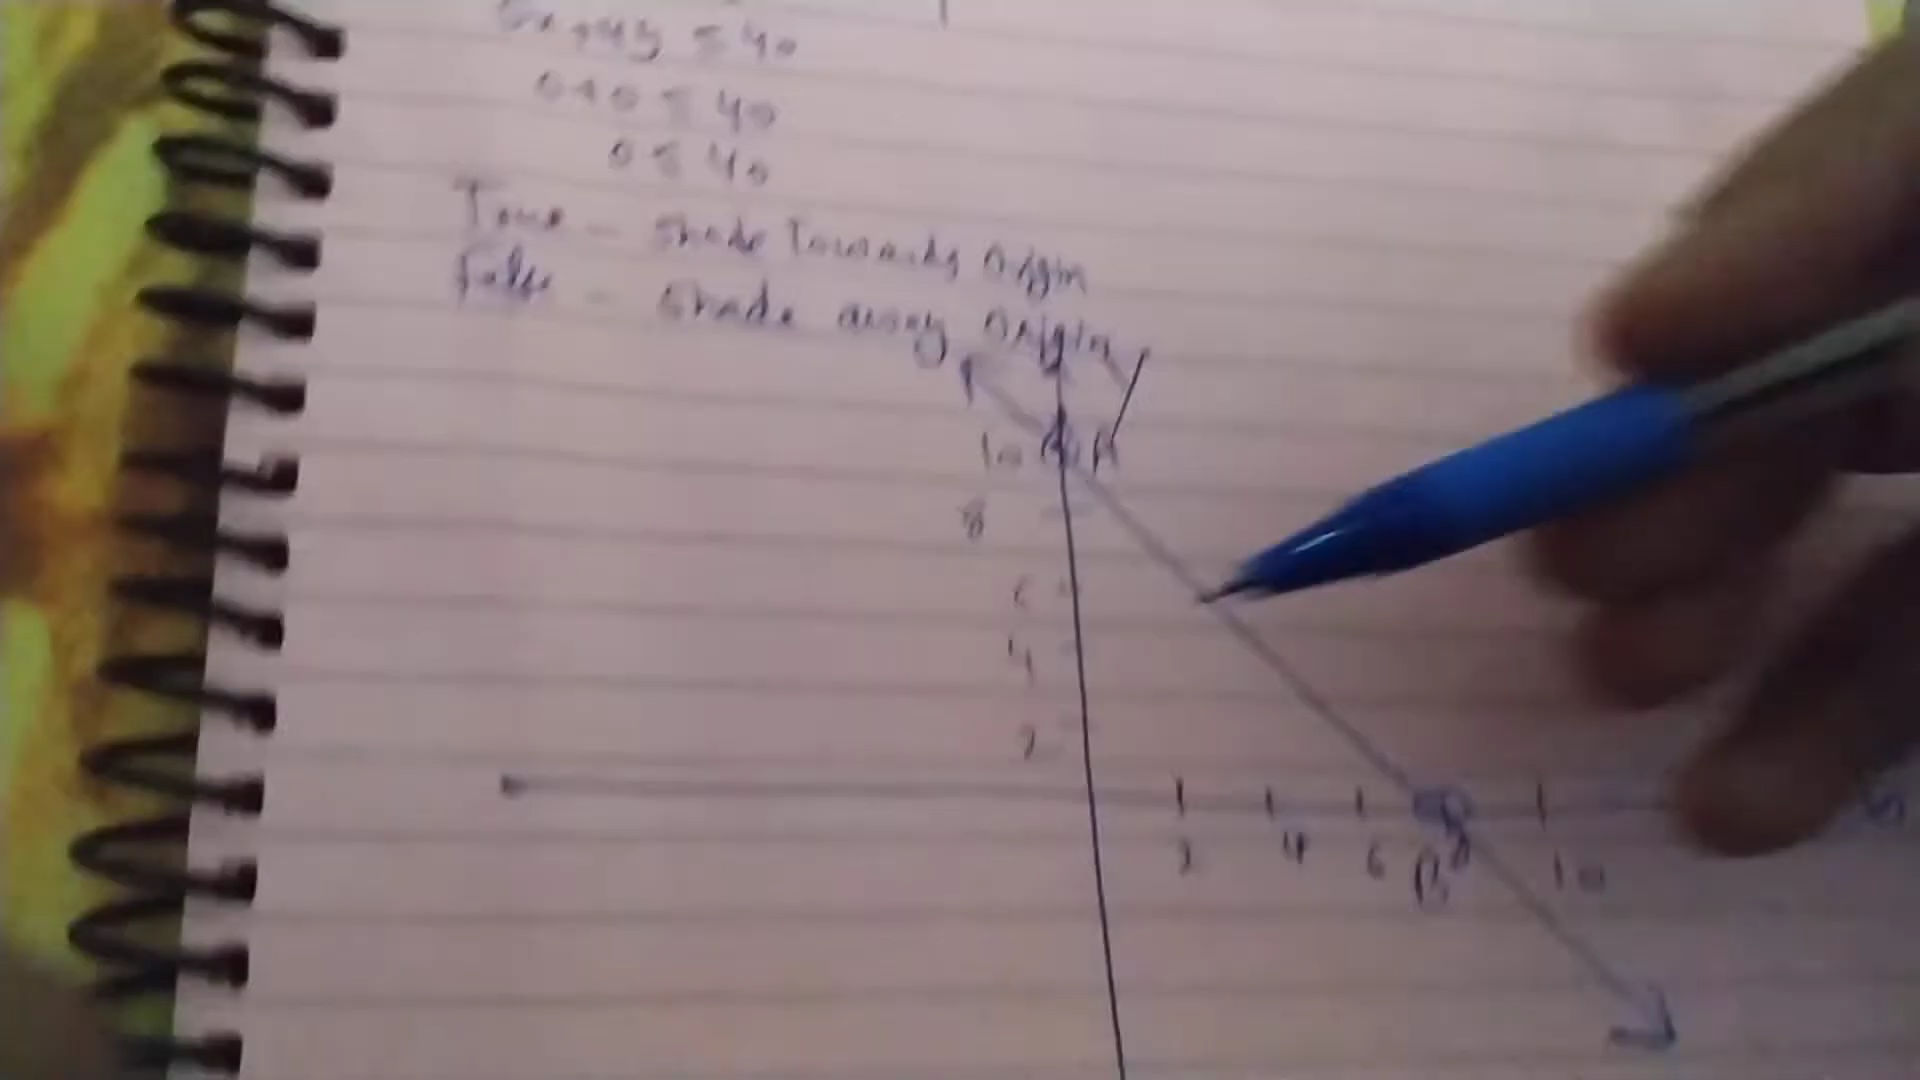 5x+4y ≤ 40
0+0 ≤ 40
0 ≤ 40
True - Shade Towards Origin
False - Shade away Origin
10 A
8
6
4
2
2 4 6 8 10
B